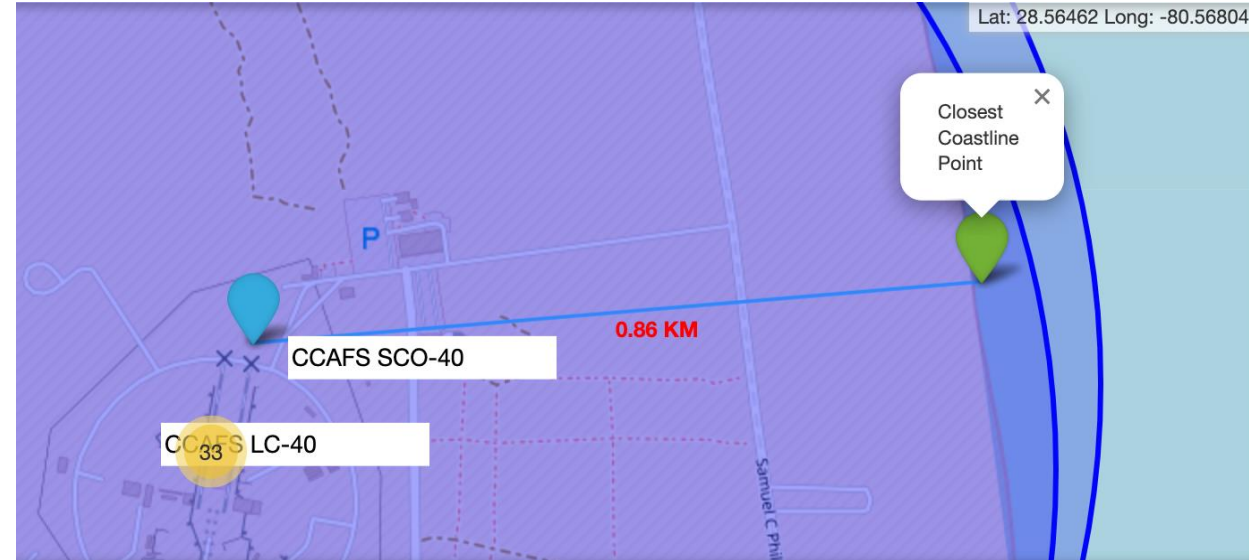 Lat: 28.56462 Long: -80.56804
×
Closest
Coastline
Point
P
0.86 KM
CCAFS SCO-40
CCAFS LC-40
33
Samuel C Phil